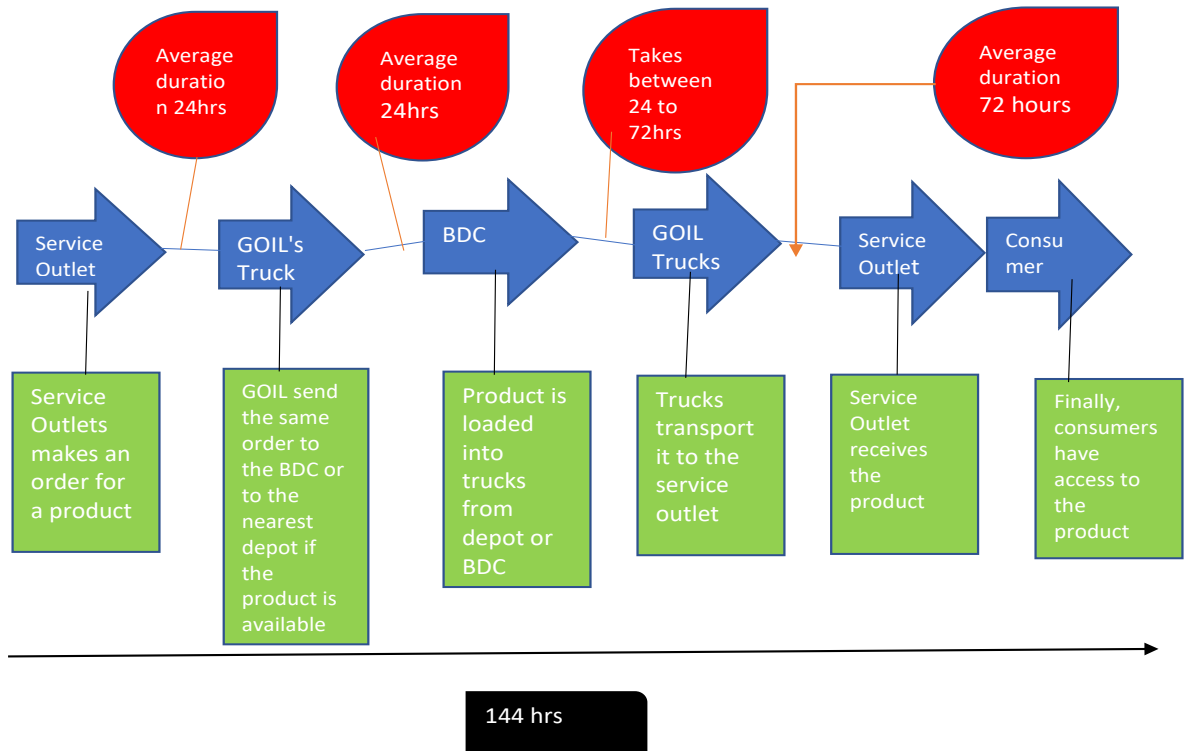 Average
duratio
n 24hrs
Average
duration
24hrs
Takes
between
24 to
72hrs
Average
duration
72 hours
Service
Outlet
GOIL's
Truck
BDC
GOIL
Trucks
Service
Outlet
Consu
mer
Service
Outlets
makes an
order for
a product
GOIL send
the same
order to
the BDC or
to the
nearest
depot if
the
product is
available
Product is
loaded
into
trucks
from
depot or
BDC
Trucks
transport
it to the
service
outlet
Service
Outlet
receives
the
product
Finally,
consumers
have
access to
the
product
144 hrs